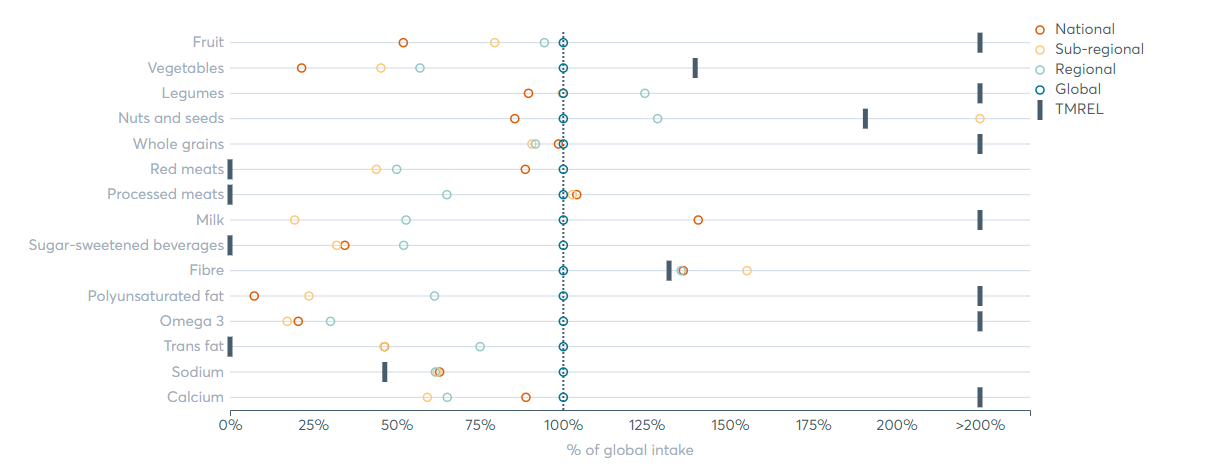 Fruit
Vegetables
Legumes
Nuts and seeds
Whole grains
Red meats
Processed meats
Milk
Sugar-sweetened beverages
Fibre
Polyunsaturated fat
Omega 3
Trans fat
Sodium
Calcium
0% 25% 50% 75% 100% 125% 150% 175% 200% >200%
% of global intake
National
Sub-regional
Regional
Global
TMREL